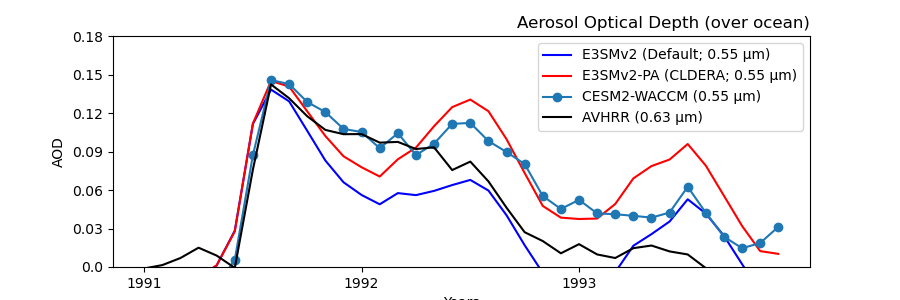 Aerosol Optical Depth (over ocean)
0.18
0.15
0.12
0.09
0.06
0.03
0.0
AOD
E3SMv2 (Default; 0.55 μm)
E3SMv2-PA (CLDERA; 0.55 μm)
CESM2-WACCM (0.55 μm)
AVHRR (0.63 μm)
1991
1992
1993
Years